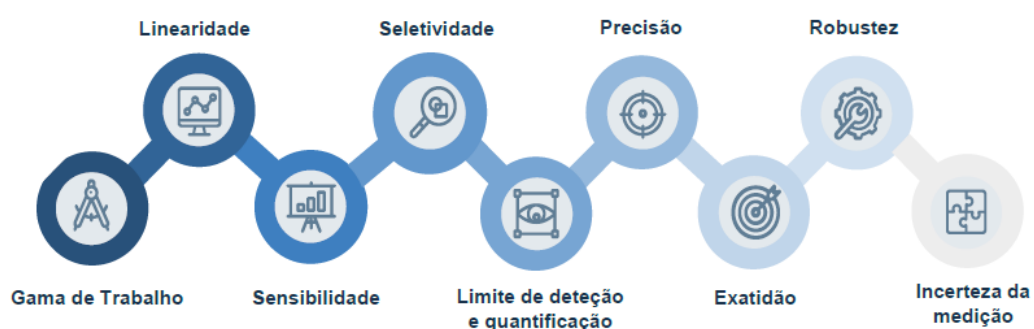 Linearidade
Seletividade
Precisão
Robustez
Gama de Trabalho
Sensibilidade
Limite de deteção
e quantificação
Exatidão
Incerteza da
medição